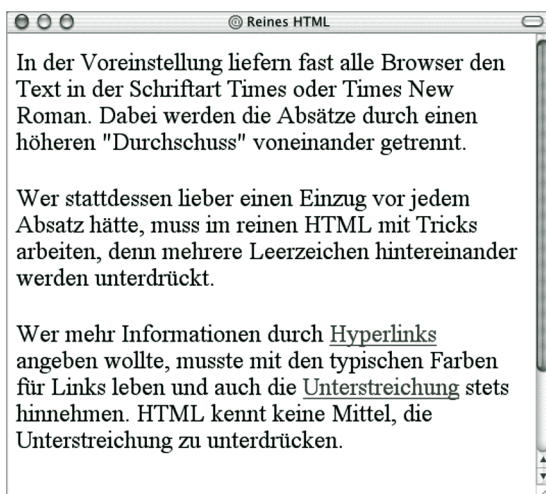 @ Reines HTML
In der Voreinstellung liefern fast alle Browser den
Text in der Schriftart Times oder Times New
Roman. Dabei werden die Absätze durch einen
höheren "Durchschuss" voneinander getrennt.
Wer stattdessen lieber einen Einzug vor jedem
Absatz hätte, muss im reinen HTML mit Tricks
arbeiten, denn mehrere Leerzeichen hintereinander
werden unterdrückt.
Wer mehr Informationen durch Hyperlinks
angeben wollte, musste mit den typischen Farben
für Links leben und auch die Unterstreichung stets
hinnehmen. HTML kennt keine Mittel, die
Unterstreichung zu unterdrücken.